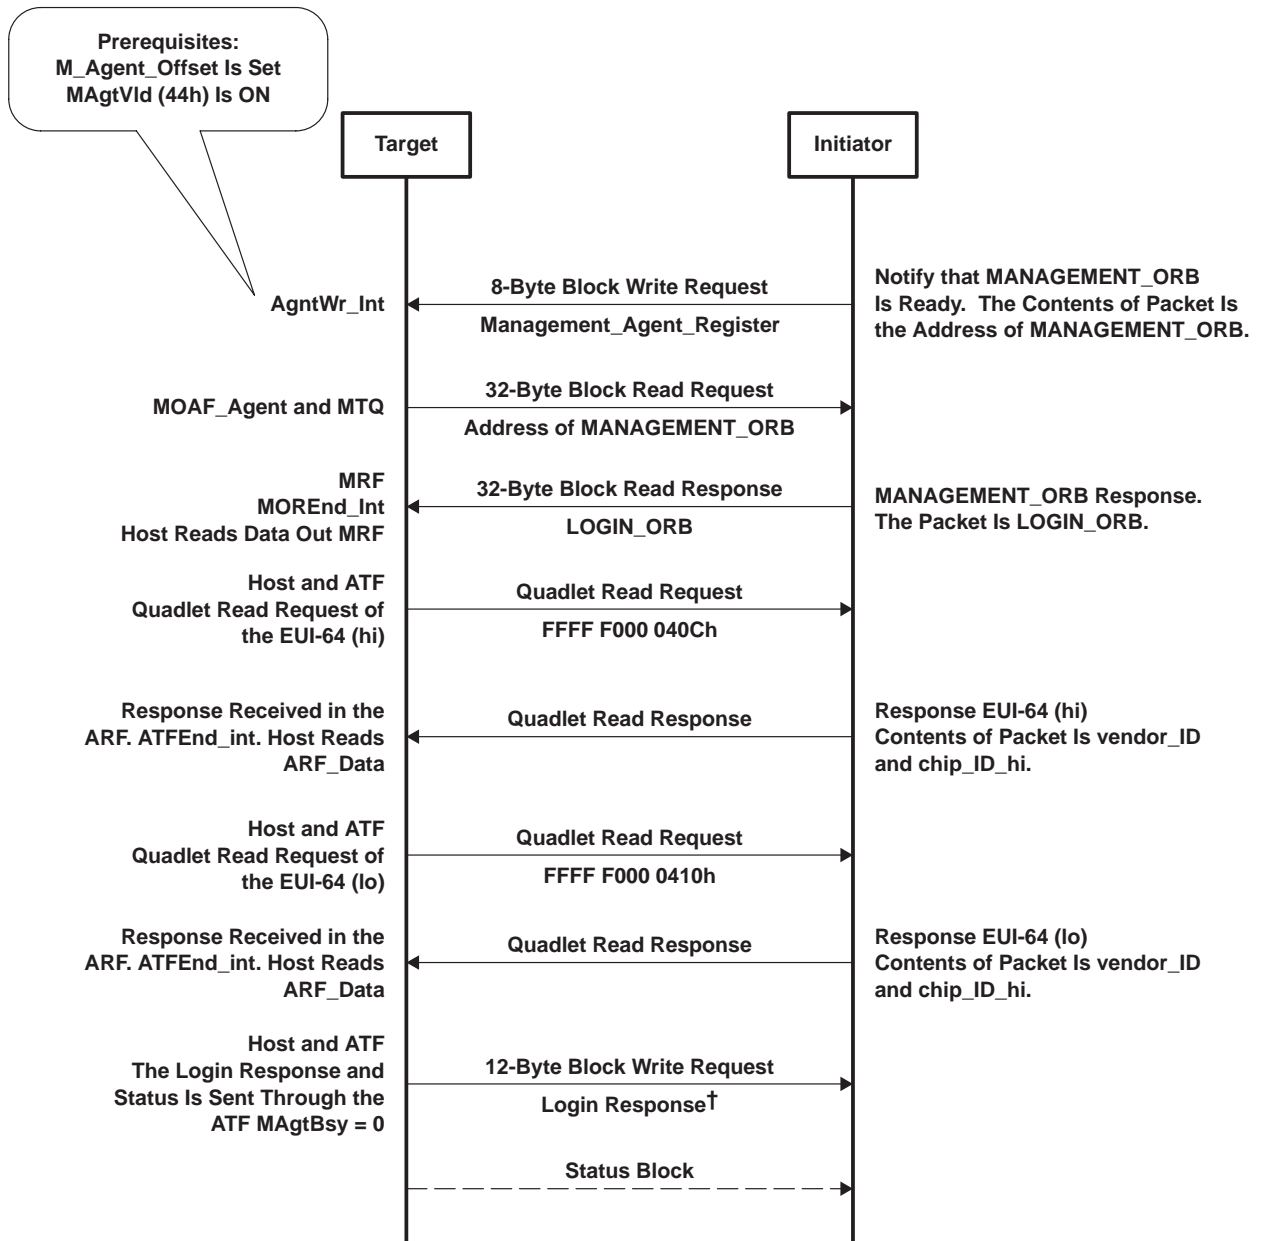 Prerequisites:
M_Agent_Offset Is Set
MAgtVld (44h) Is ON
Target
Initiator
AgntWr_Int
8-Byte Block Write Request
Management_Agent_Register
Notify that MANAGEMENT_ORB
Is Ready. The Contents of Packet Is
the Address of MANAGEMENT_ORB.
MOAF_Agent and MTQ
32-Byte Block Read Request
Address of MANAGEMENT_ORB
MRF
MOREnd_Int
Host Reads Data Out MRF
32-Byte Block Read Response
LOGIN_ORB
MANAGEMENT_ORB Response.
The Packet Is LOGIN_ORB.
Host and ATF
Quadlet Read Request of
the EUI-64 (hi)
Quadlet Read Request
FFFF F000 040Ch
Response Received in the
ARF. ATFEnd_int. Host Reads
ARF_Data
Quadlet Read Response
Response EUI-64 (hi)
Contents of Packet Is vendor_ID
and chip_ID_hi.
Host and ATF
Quadlet Read Request of
the EUI-64 (lo)
Quadlet Read Request
FFFF F000 0410h
Response Received in the
ARF. ATFEnd_int. Host Reads
ARF_Data
Quadlet Read Response
Response EUI-64 (lo)
Contents of Packet Is vendor_ID
and chip_ID_hi.
Host and ATF
The Login Response and
Status Is Sent Through the
ATF MAgtBsy = 0
12-Byte Block Write Request
Login Response†
Status Block